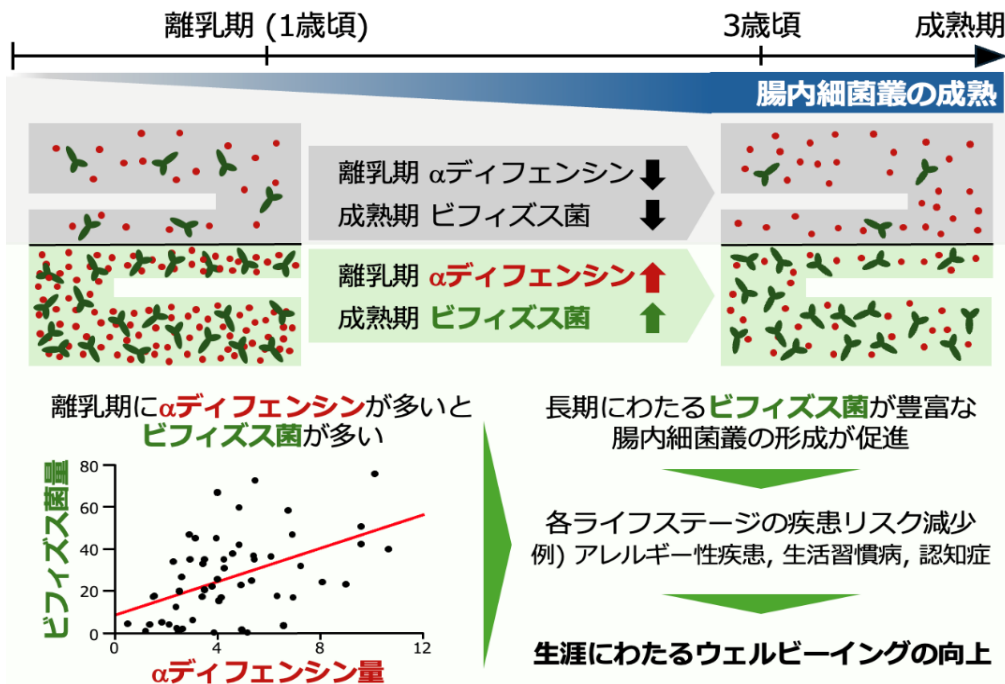 離乳期 (1歳頃)
3歳頃
成熟期
腸内細菌叢の成熟
離乳期 αディフェンシン
成熟期 ビフィズス菌
離乳期 αディフェンシン
成熟期 ビフィズス菌
離乳期にαディフェンシンが多いと
ビフィズス菌が多い
ビフィズス菌量
80
60
40
20
0
0
4
8
12
αディフェンシン量
長期にわたるビフィズス菌が豊富な
腸内細菌叢の形成が促進
各ライフステージの疾患リスク減少
例) アレルギー性疾患, 生活習慣病, 認知症
生涯にわたるウェルビーイングの向上